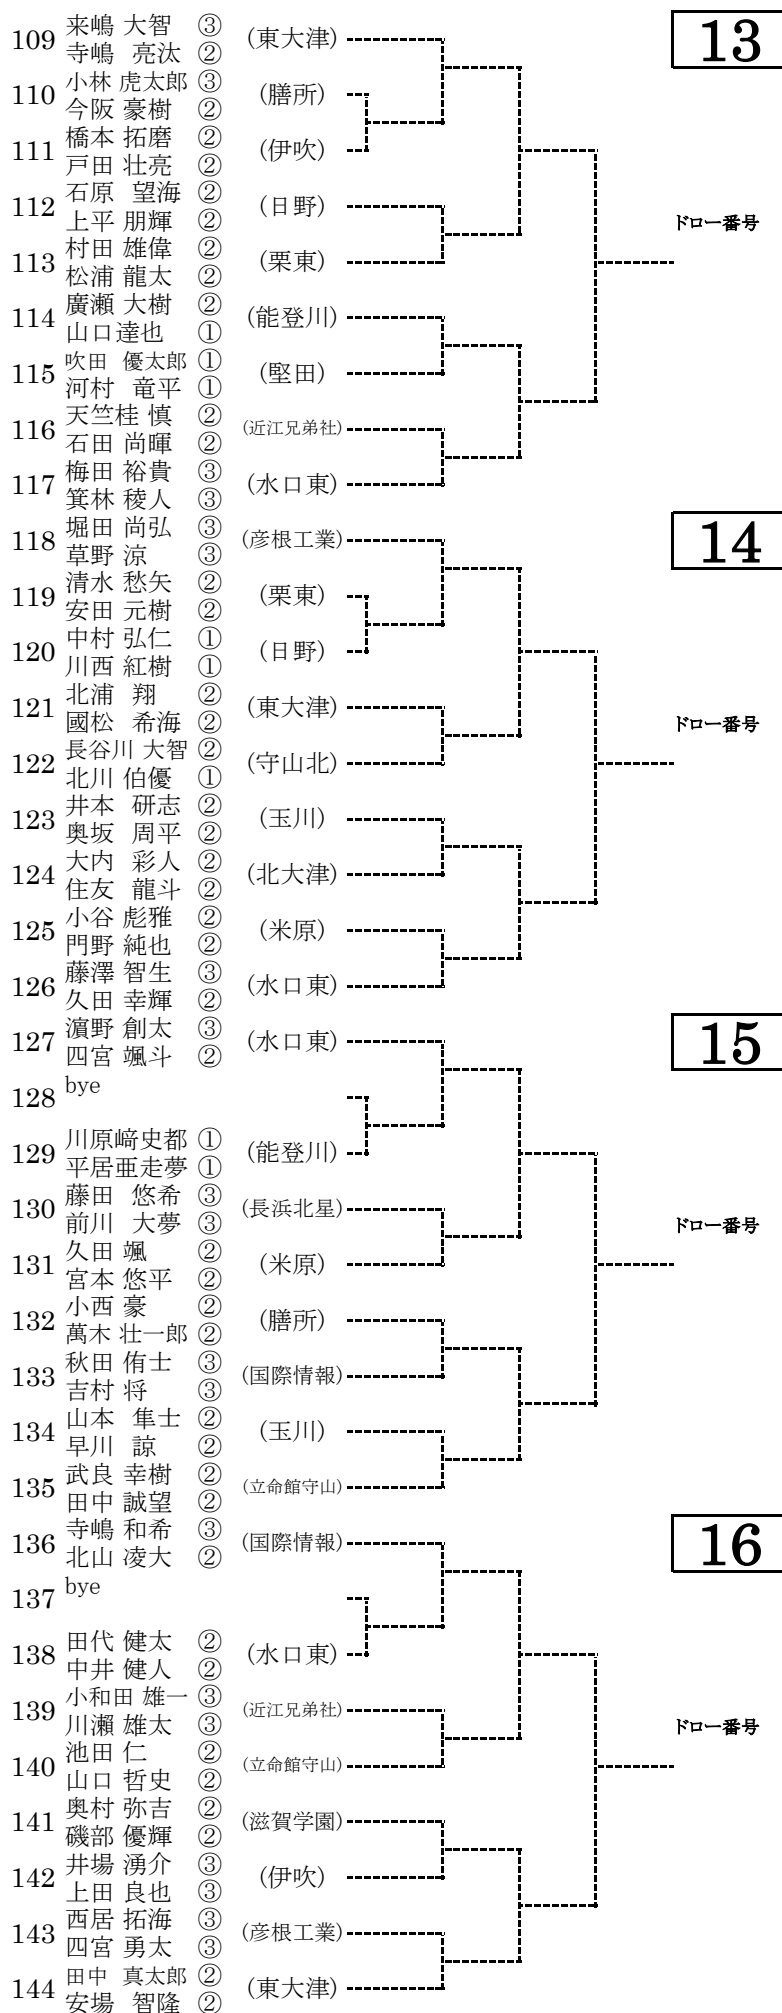 13
109 来嶋 大智 ③ (東大津)
寺嶋 亮汰 ②
110 小林 虎太郎 ③ (膳所)
今阪 豪樹 ②
111 橋本 拓磨 ② (伊吹)
戸田 壮亮 ②
112 石原 望海 ② (日野)
上平 朋輝 ②
ドロー番号
113 村田 雄偉 ② (栗東)
松浦 龍太 ②
114 廣瀬 大樹 ② (能登川)
山口達也 ①
115 吹田 優太郎 ① (堅田)
河村 竜平 ①
116 天竺桂 慎 ② (近江兄弟社)
石田 尚暉 ②
117 梅田 裕貴 ③ (水口東)
箕林 稜人 ③
14
118 堀田 尚弘 ③ (彦根工業)
草野 涼 ③
119 清水 愁矢 ② (栗東)
安田 元樹 ②
120 中村 弘仁 ① (日野)
川西 紅樹 ①
121 北浦 翔 ② (東大津)
國松 希海 ②
ドロー番号
122 長谷川 大智 ② (守山北)
北川 伯優 ①
123 井本 研志 ② (玉川)
奥坂 周平 ②
124 大内 彩人 ② (北大津)
住友 龍斗 ②
125 小谷 彪雅 ② (米原)
門野 純也 ②
126 藤澤 智生 ③ (水口東)
久田 幸輝 ②
15
127 濵野 創太 ③ (水口東)
四宮 颯斗 ②
128 bye
129 川原﨑史都 ① (能登川)
平居亜走夢 ①
130 藤田 悠希 ③ (長浜北星)
前川 大夢 ③
ドロー番号
131 久田 颯 ② (米原)
宮本 悠平 ②
132 小西 豪 ② (膳所)
萬木 壮一郎 ②
133 秋田 侑士 ③ (国際情報)
吉村 将 ③
134 山本 隼士 ② (玉川)
早川 諒 ②
135 武良 幸樹 ② (立命館守山)
田中 誠望 ②
16
136 寺嶋 和希 ③ (国際情報)
北山 凌大 ②
137 bye
138 田代 健太 ② (水口東)
中井 健人 ②
139 小和田 雄一 ③ (近江兄弟社)
川瀬 雄太 ③
ドロー番号
140 池田 仁 ② (立命館守山)
山口 哲史 ②
141 奥村 弥吉 ② (滋賀学園)
磯部 優輝 ②
142 井場 湧介 ③ (伊吹)
上田 良也 ③
143 西居 拓海 ③ (彦根工業)
四宮 勇太 ③
144 田中 真太郎 ② (東大津)
安場 智隆 ②